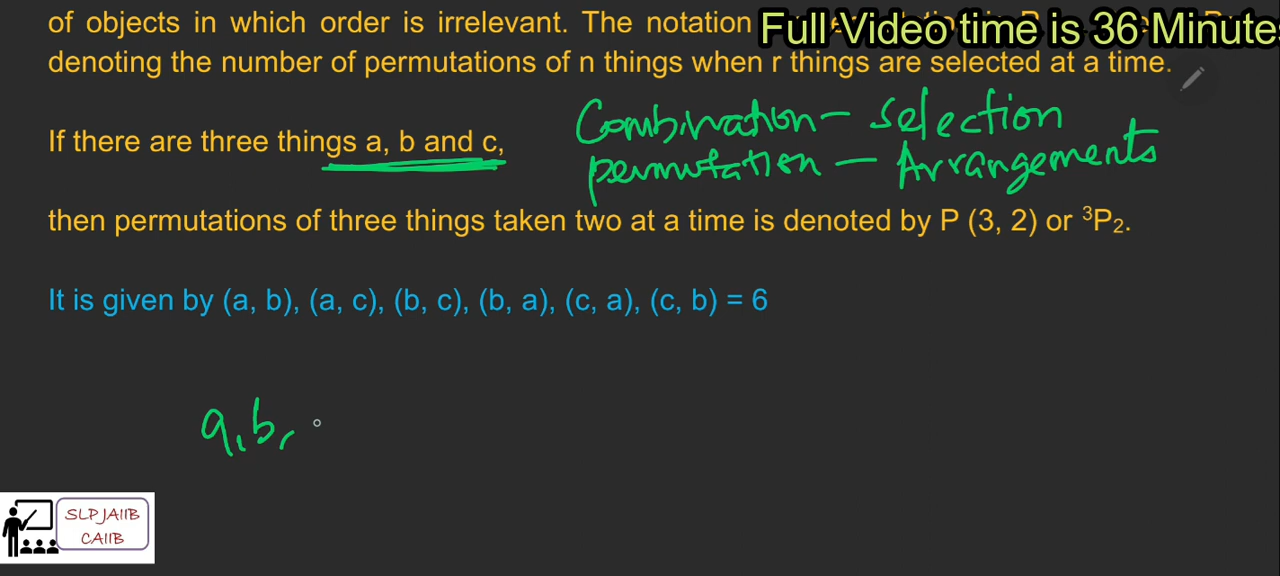 of objects in which order is irrelevant. The notation
Full Video time is 36 Minute
denoting the number of permutations of n things when r things are selected at a time.
If there are three things a, b and c,
Combination - selection
permutation - Arrangements
then permutations of three things taken two at a time is denoted by P (3, 2) or ³P₂.
It is given by (a, b), (a, c), (b, c), (b, a), (c, a), (c, b) = 6
a, b,
SLP JAIIB
CAIIB